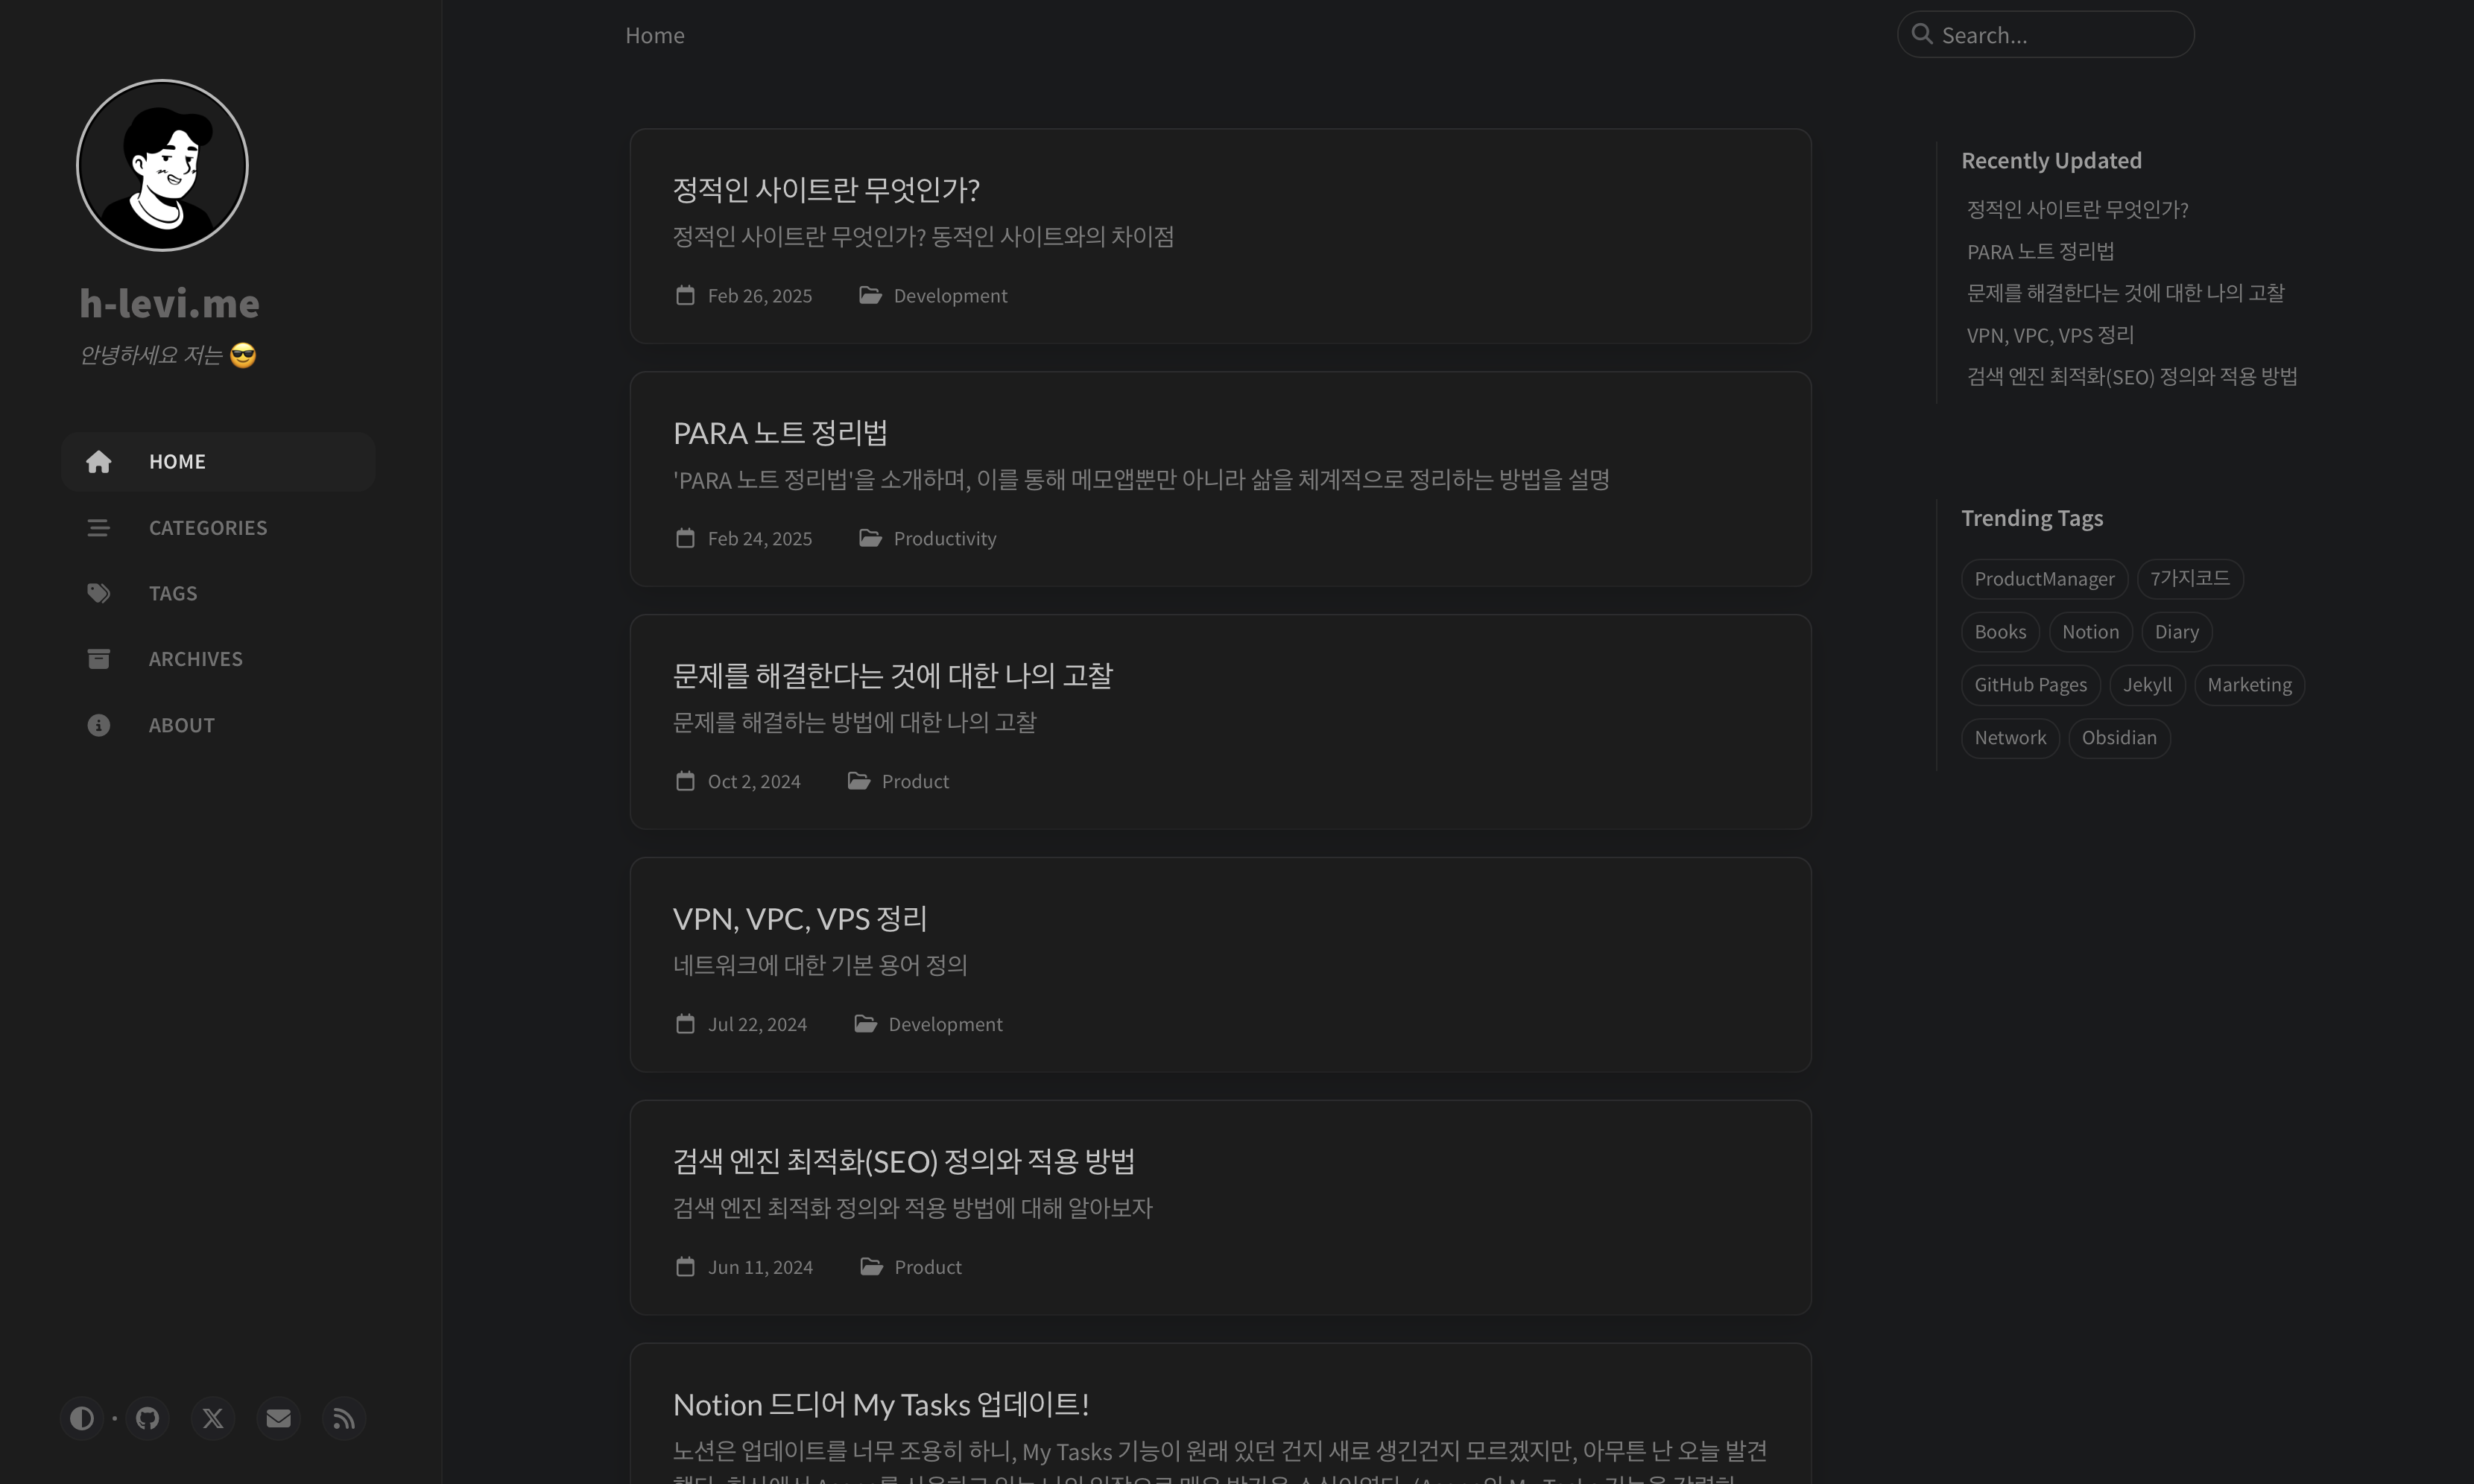 h-levi.me
안녕하세요 저는 😎
HOME
CATEGORIES
TAGS
ARCHIVES
ABOUT
Home
Search...
정적인 사이트란 무엇인가?
정적인 사이트란 무엇인가? 동적인 사이트와의 차이점
Feb 26, 2025 Development
PARA 노트 정리법
'PARA 노트 정리법'을 소개하며, 이를 통해 메모앱뿐만 아니라 삶을 체계적으로 정리하는 방법을 설명
Feb 24, 2025 Productivity
문제를 해결한다는 것에 대한 나의 고찰
문제를 해결하는 방법에 대한 나의 고찰
Oct 2, 2024 Product
VPN, VPC, VPS 정리
네트워크에 대한 기본 용어 정의
Jul 22, 2024 Development
검색 엔진 최적화(SEO) 정의와 적용 방법
검색 엔진 최적화 정의와 적용 방법에 대해 알아보자
Jun 11, 2024 Product
Notion 드디어 My Tasks 업데이트!
노션은 업데이트를 너무 조용히 하니, My Tasks 기능이 원래 있던 건지 새로 생긴건지 모르겠지만, 아무튼 난 오늘 발견
Recently Updated
정적인 사이트란 무엇인가?
PARA 노트 정리법
문제를 해결한다는 것에 대한 나의 고찰
VPN, VPC, VPS 정리
검색 엔진 최적화(SEO) 정의와 적용 방법
Trending Tags
ProductManager 7가지코드
Books Notion Diary
GitHub Pages Jekyll Marketing
Network Obsidian